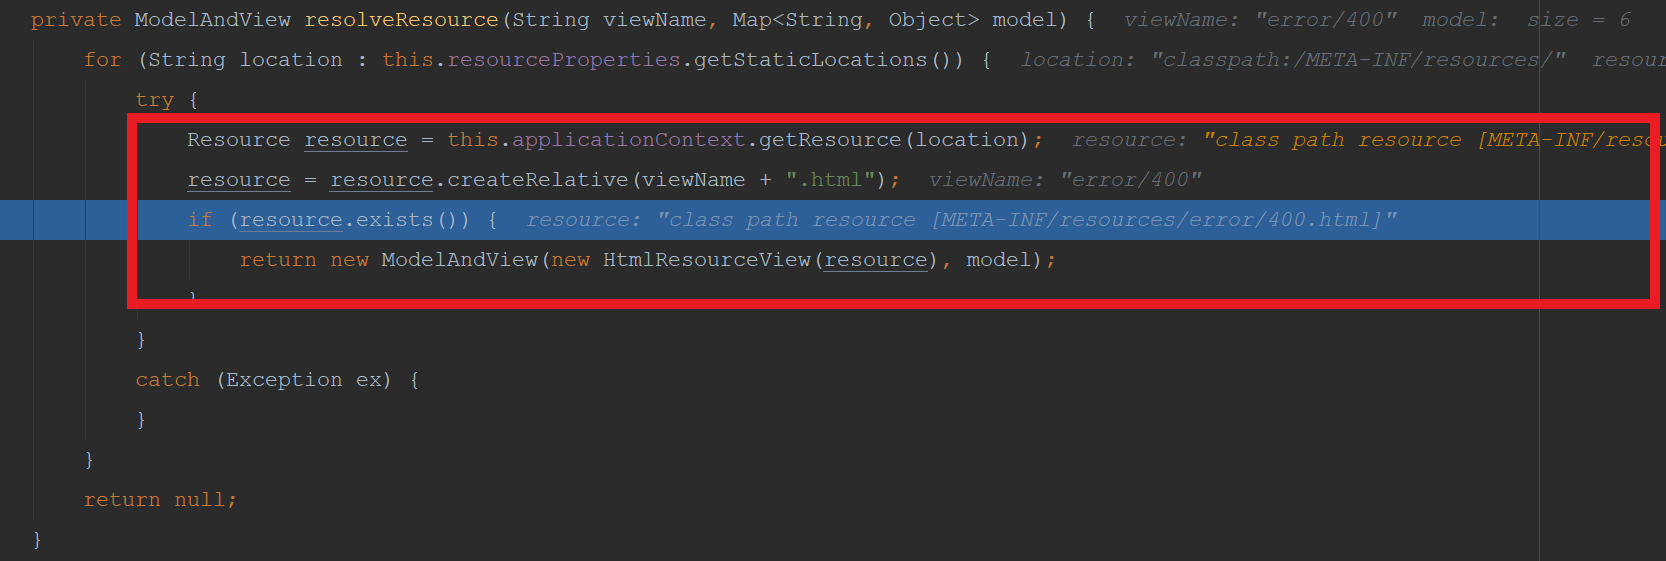 private ModelAndView resolveResource(String viewName, Map<String, Object> model) {  viewName: "error/400"  model:  size = 6
for (String location : this.resourceProperties.getStaticLocations()) {  location: "classpath:/META-INF/resources/"  resour
try {
Resource resource = this.applicationContext.getResource(location);  resource: "class path resource [META-INF/resou
resource = resource.createRelative(viewName + ".html");  viewName: "error/400"
if (resource.exists()) {  resource: "class path resource [META-INF/resources/error/400.html]"
return new ModelAndView(new HtmlResourceView(resource), model);
}
}
catch (Exception ex) {
}
}
return null;
}